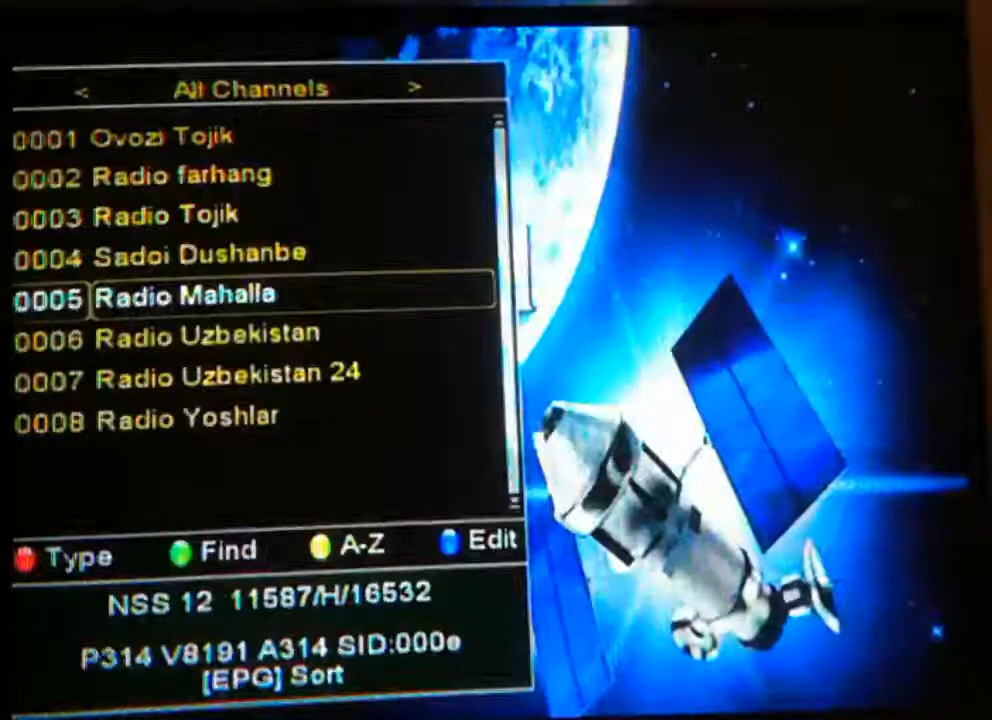 < All Channels >
0001 Ovozi Tojik
0002 Radio farhang
0003 Radio Tojik
0004 Sadoi Dushanbe
0005 Radio Mahalla
0006 Radio Uzbekistan
0007 Radio Uzbekistan 24
0008 Radio Yoshlar
Type Find A-Z Edit
NSS 12 11587/H/16532
P314 V8191 A314 SID:000e
[EPG] Sort